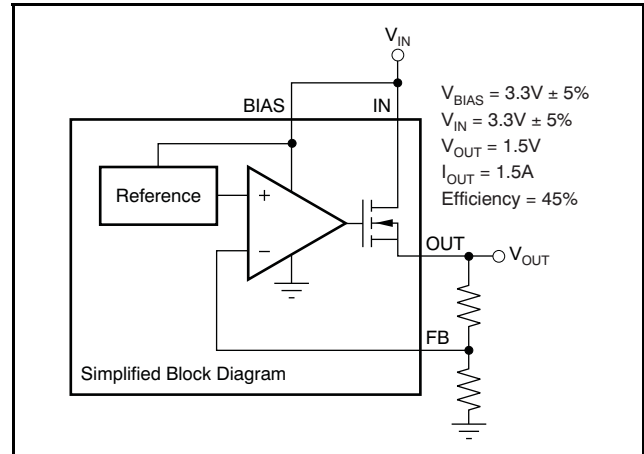 V_IN
BIAS
IN
V_BIAS = 3.3V ± 5%
V_IN = 3.3V ± 5%
V_OUT = 1.5V
I_OUT = 1.5A
Efficiency = 45%
Reference
+
−
OUT
V_OUT
FB
Simplified Block Diagram